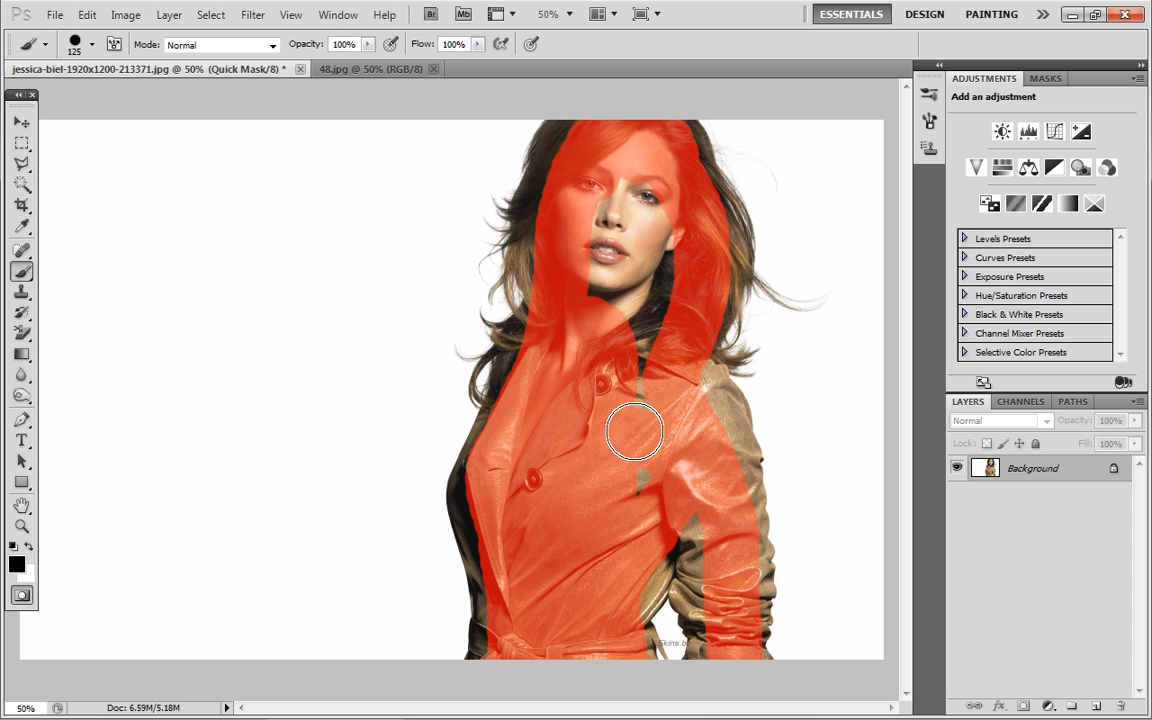 Ps File Edit Image Layer Select Filter View Window Help Br Mb 50% ESSENTIALS DESIGN PAINTING
125 Mode: Normal Opacity: 100% Flow: 100%
jessica-biel-1920x1200-213371.jpg @ 50% (Quick Mask/8) * 48.jpg @ 50% (RGB/8)
ADJUSTMENTS MASKS
Add an adjustment
Levels Presets
Curves Presets
Exposure Presets
Hue/Saturation Presets
Black & White Presets
Channel Mixer Presets
Selective Color Presets
LAYERS CHANNELS PATHS
Normal Opacity: 100%
Lock: Fill: 100%
Background
50% Doc: 6.59M/5.18M